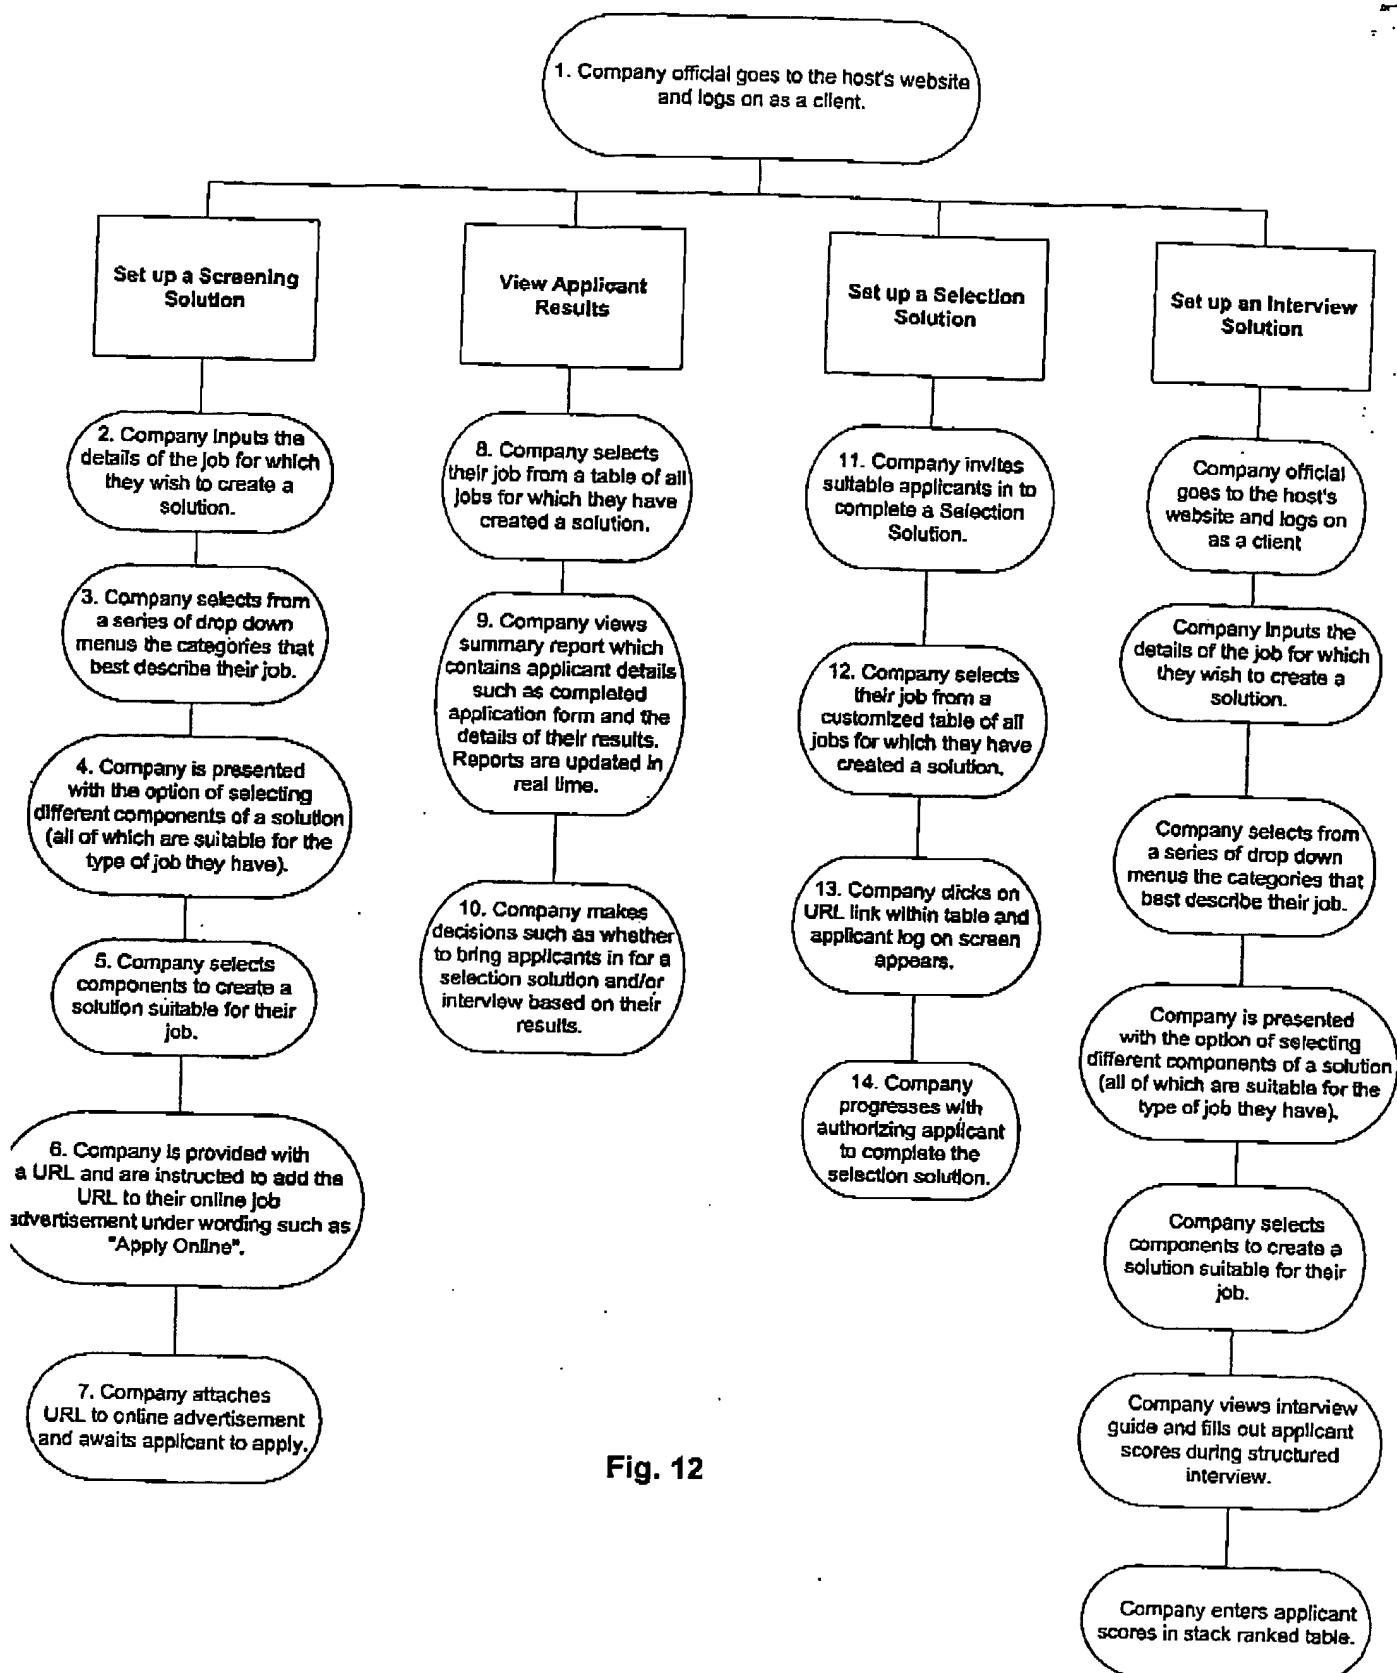 1. Company official goes to the host's website
and logs on as a client.
Set up a Screening
Solution
2. Company inputs the
details of the job for which
they wish to create a
solution.
3. Company selects from
a series of drop down
menus the categories that
best describe their job.
4. Company is presented
with the option of selecting
different components of a solution
(all of which are suitable for the
type of job they have).
5. Company selects
components to create a
solution suitable for their
job.
6. Company is provided with
a URL and are instructed to add the
URL to their online job
advertisement under wording such as
"Apply Online".
7. Company attaches
URL to online advertisement
and awaits applicant to apply.
View Applicant
Results
8. Company selects
their job from a table of all
jobs for which they have
created a solution.
9. Company views
summary report which
contains applicant details
such as completed
application form and the
details of their results.
Reports are updated in
real time.
10. Company makes
decisions such as whether
to bring applicants in for a
selection solution and/or
interview based on their
results.
Set up a Selection
Solution
11. Company invites
suitable applicants in to
complete a Selection
Solution.
12. Company selects
their job from a
customized table of all
jobs for which they have
created a solution.
13. Company clicks on
URL link within table and
applicant log on screen
appears.
14. Company
progresses with
authorizing applicant
to complete the
selection solution.
Set up an Interview
Solution
Company official
goes to the host's
website and logs on
as a client
Company inputs the
details of the job for which
they wish to create a
solution.
Company selects from
a series of drop down
menus the categories that
best describe their job.
Company is presented
with the option of selecting
different components of a solution
(all of which are suitable for the
type of job they have).
Company selects
components to create a
solution suitable for their
job.
Company views interview
guide and fills out applicant
scores during structured
interview.
Company enters applicant
scores in stack ranked table.
Fig. 12